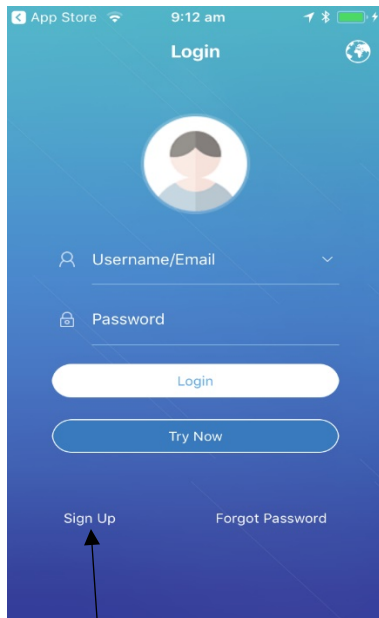 App Store 9:12 am
Login
Username/Email
Password
Login
Try Now
Sign Up Forgot Password